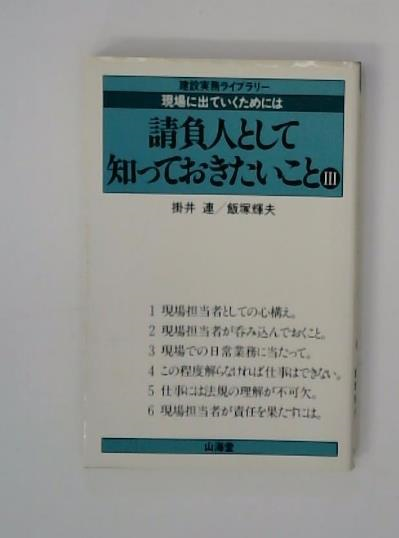 建設実務ライブラリー
現場に出ていくためには
請負人として
知っておきたいことIII
掛井 連／飯塚輝夫
1 現場担当者としての心構え。
2 現場担当者が呑み込んでおくこと。
3 現場での日常業務に当たって。
4 この程度解らなければ仕事はできない。
5 仕事には法規の理解が不可欠。
6 現場担当者が責任を果たすには。
山海堂